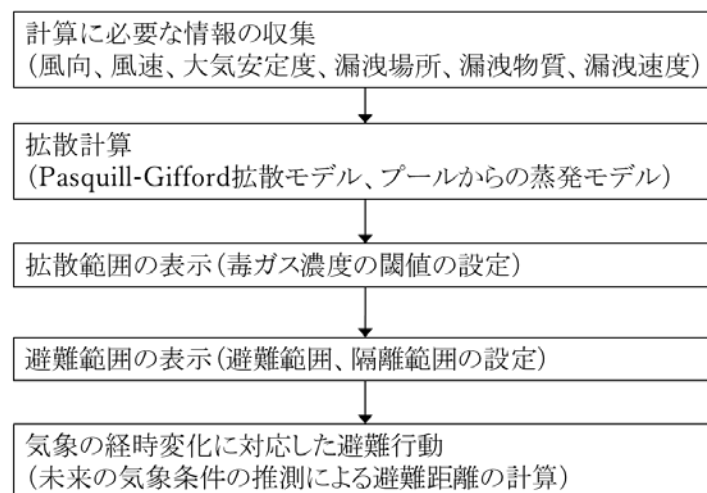 計算に必要な情報の収集
(風向、風速、大気安定度、漏洩場所、漏洩物質、漏洩速度)
拡散計算
(Pasquill-Gifford拡散モデル、プールからの蒸発モデル)
拡散範囲の表示(毒ガス濃度の閾値の設定)
避難範囲の表示(避難範囲、隔離範囲の設定)
気象の経時変化に対応した避難行動
(未来の気象条件の推測による避難距離の計算)